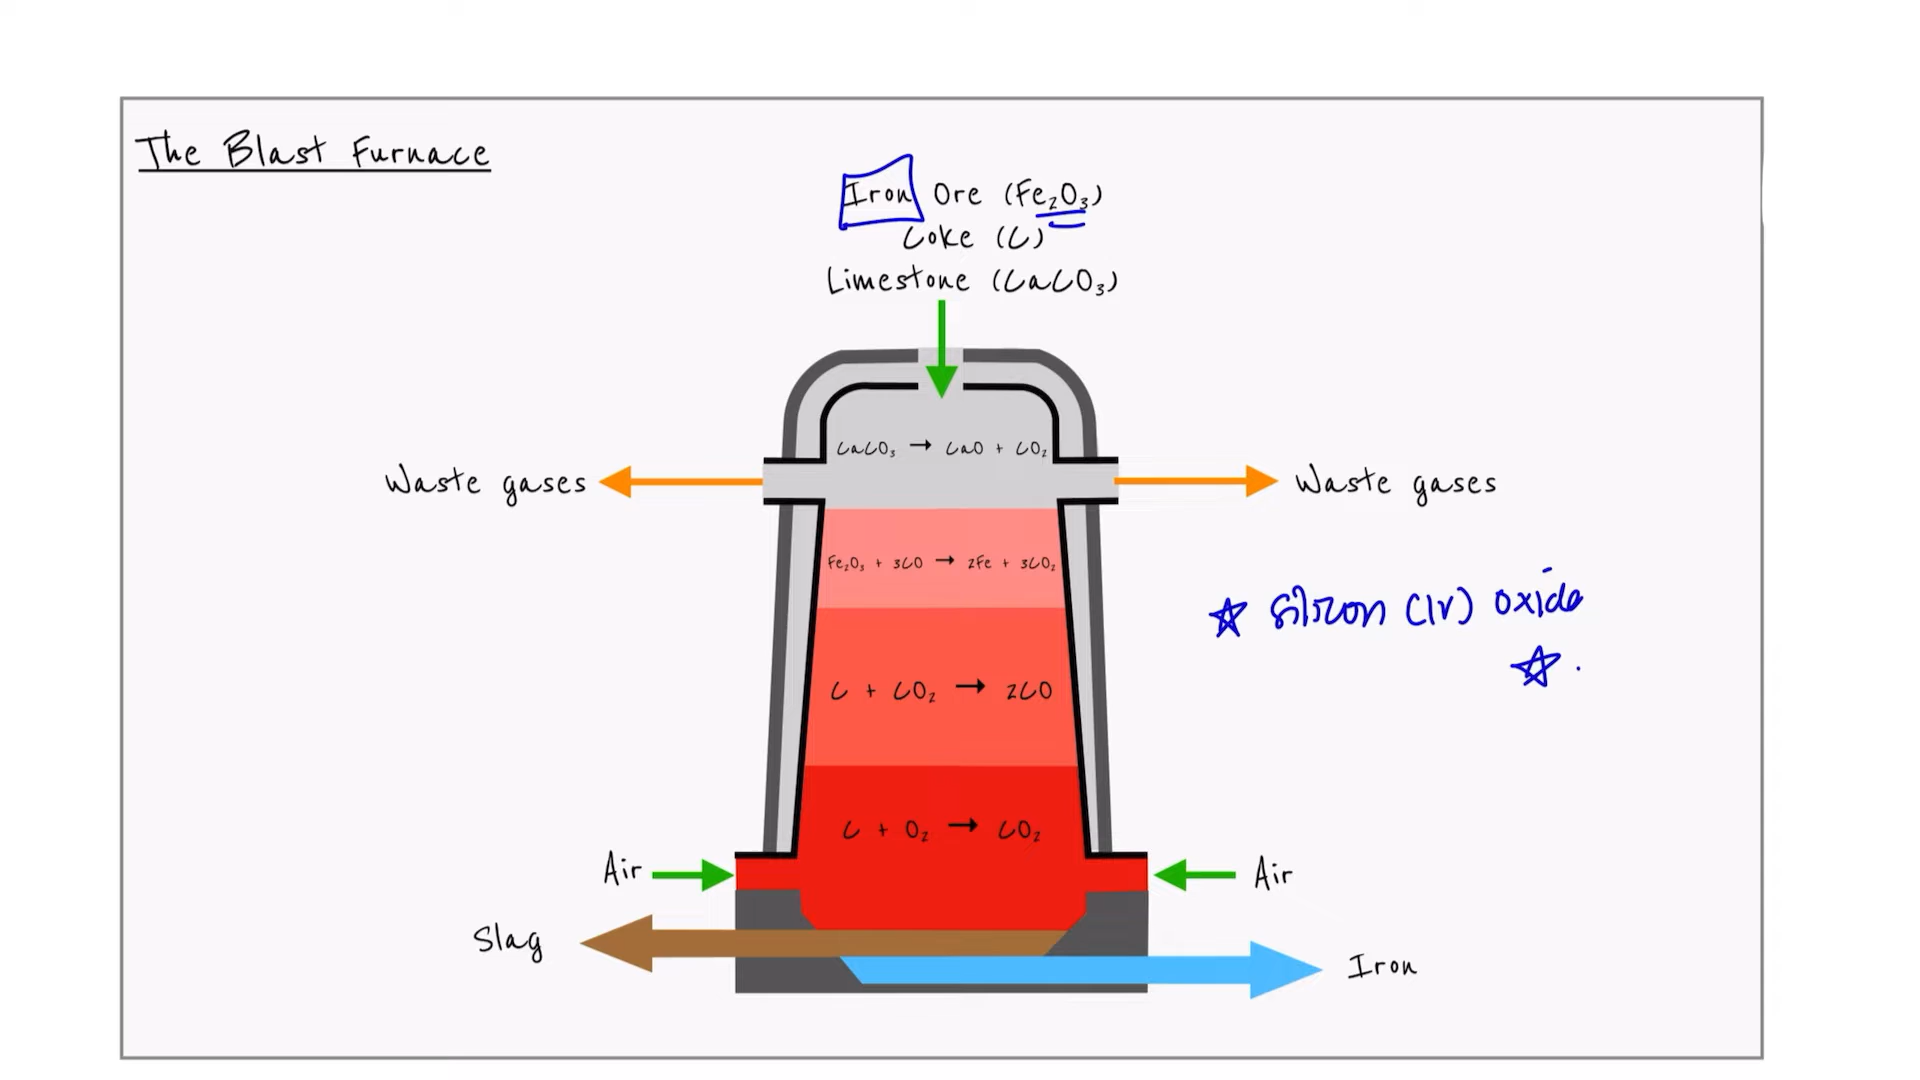 The Blast Furnace
Iron Ore (Fe₂O₃)
Coke (C)
Limestone (CaCO₃)
CaCO₃ → CaO + CO₂
Waste gases
Waste gases
Fe₂O₃ + 3CO → 2Fe + 3CO₂
☆ silicon (IV) oxide
☆ .
C + CO₂ → 2CO
C + O₂ → CO₂
Air
Air
Slag
Iron